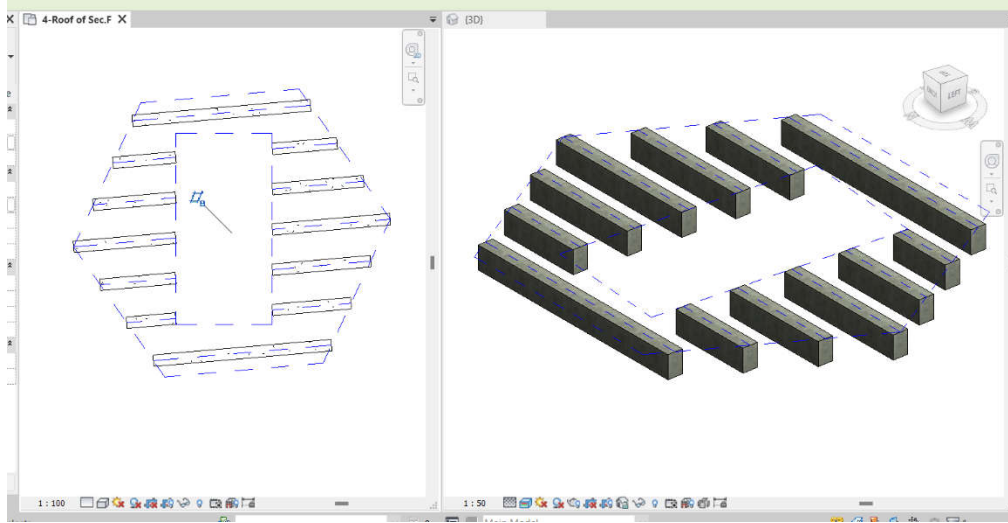 4-Roof of Sec.F
{3D}
LEFT
1 : 100
1 : 50
Main Model